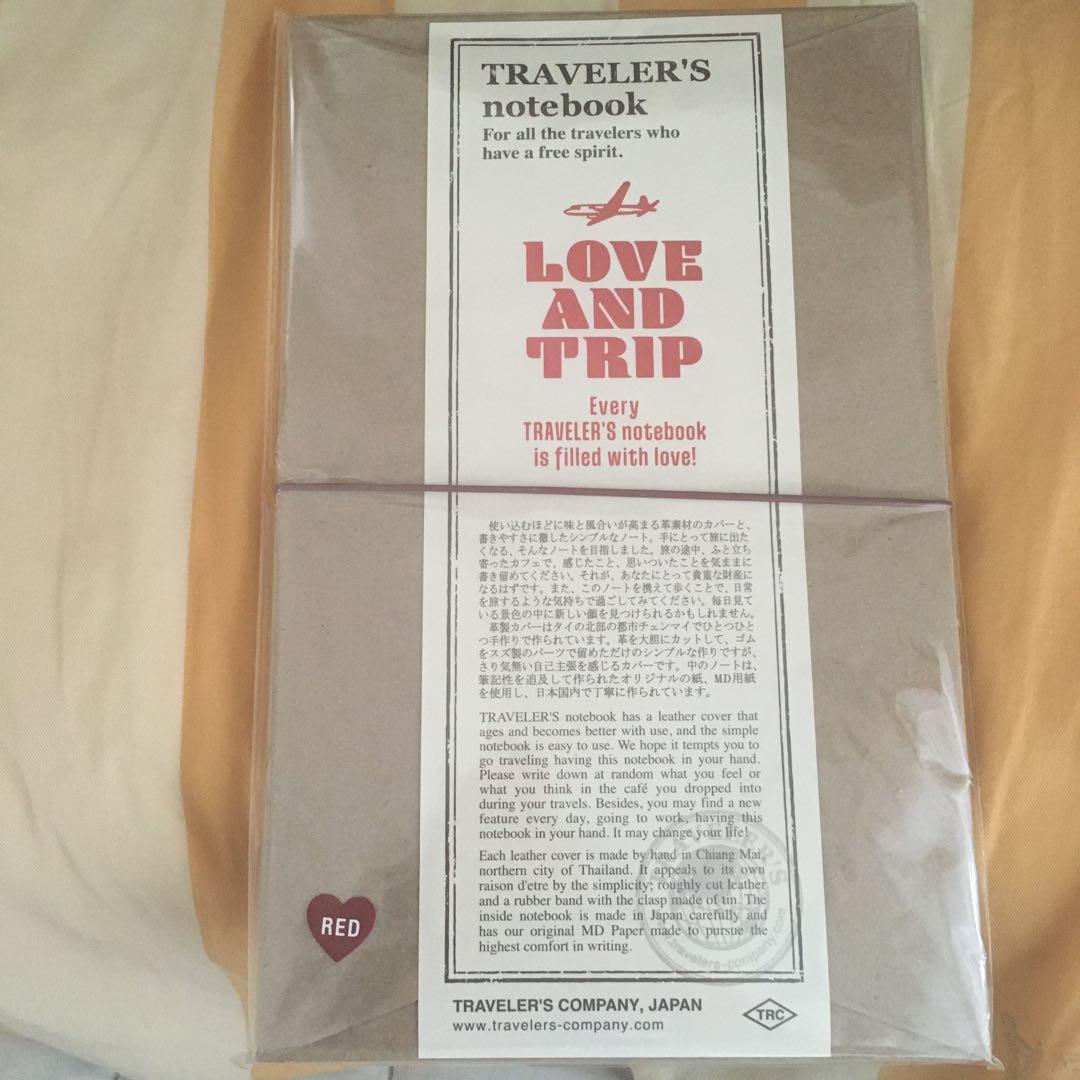 TRAVELER'S
notebook
For all the travelers who
have a free spirit.
LOVE
AND
TRIP
Every
TRAVELER'S notebook
is filled with love!
使い込むほどに味と風合いが高まる革素材のカバーと、
書きやすさに徹したシンプルなノート。手にとって旅に出た
くなる、そんなノートを目指しました。旅の途中、ふと立ち
寄ったカフェで、感じたこと、思いついたことを気ままに
書き留めてください。それが、あなたにとって貴重な財産に
なるはずです。また、このノートを携えて歩くことで、日常
を旅するような気持ちで過ごしてみてください。毎日見て
いる景色の中に新しい顔を見つけられるかもしれません。
革製カバーはタイの北部の都市チェンマイでひとつひと
つ手作りで作られています。革を大胆にカットして、ゴム
をスズ製のパーツで留めただけのシンプルな作りですが、
さり気無い自己主張を感じるカバーです。中のノートは、
筆記性を追及して作られたオリジナルの紙、MD用紙
を使用し、日本国内で丁寧に作られています。
TRAVELER'S notebook has a leather cover that
ages and becomes better with use, and the simple
notebook is easy to use. We hope it tempts you to
go traveling having this notebook in your hand.
Please write down at random what you feel or
what you think in the café you dropped into
during your travels. Besides, you may find a new
feature every day, going to work, having this
notebook in your hand. It may change your life!
Each leather cover is made by hand in Chiang Mai,
northern city of Thailand. It appeals to its own
raison d'etre by the simplicity; roughly cut leather
and a rubber band with the clasp made of tin. The
inside notebook is made in Japan carefully and
has our original MD Paper made to pursue the
highest comfort in writing.
TRAVELER'S
www.travelers-company.com
RED
TRAVELER'S COMPANY, JAPAN
www.travelers-company.com
TRC